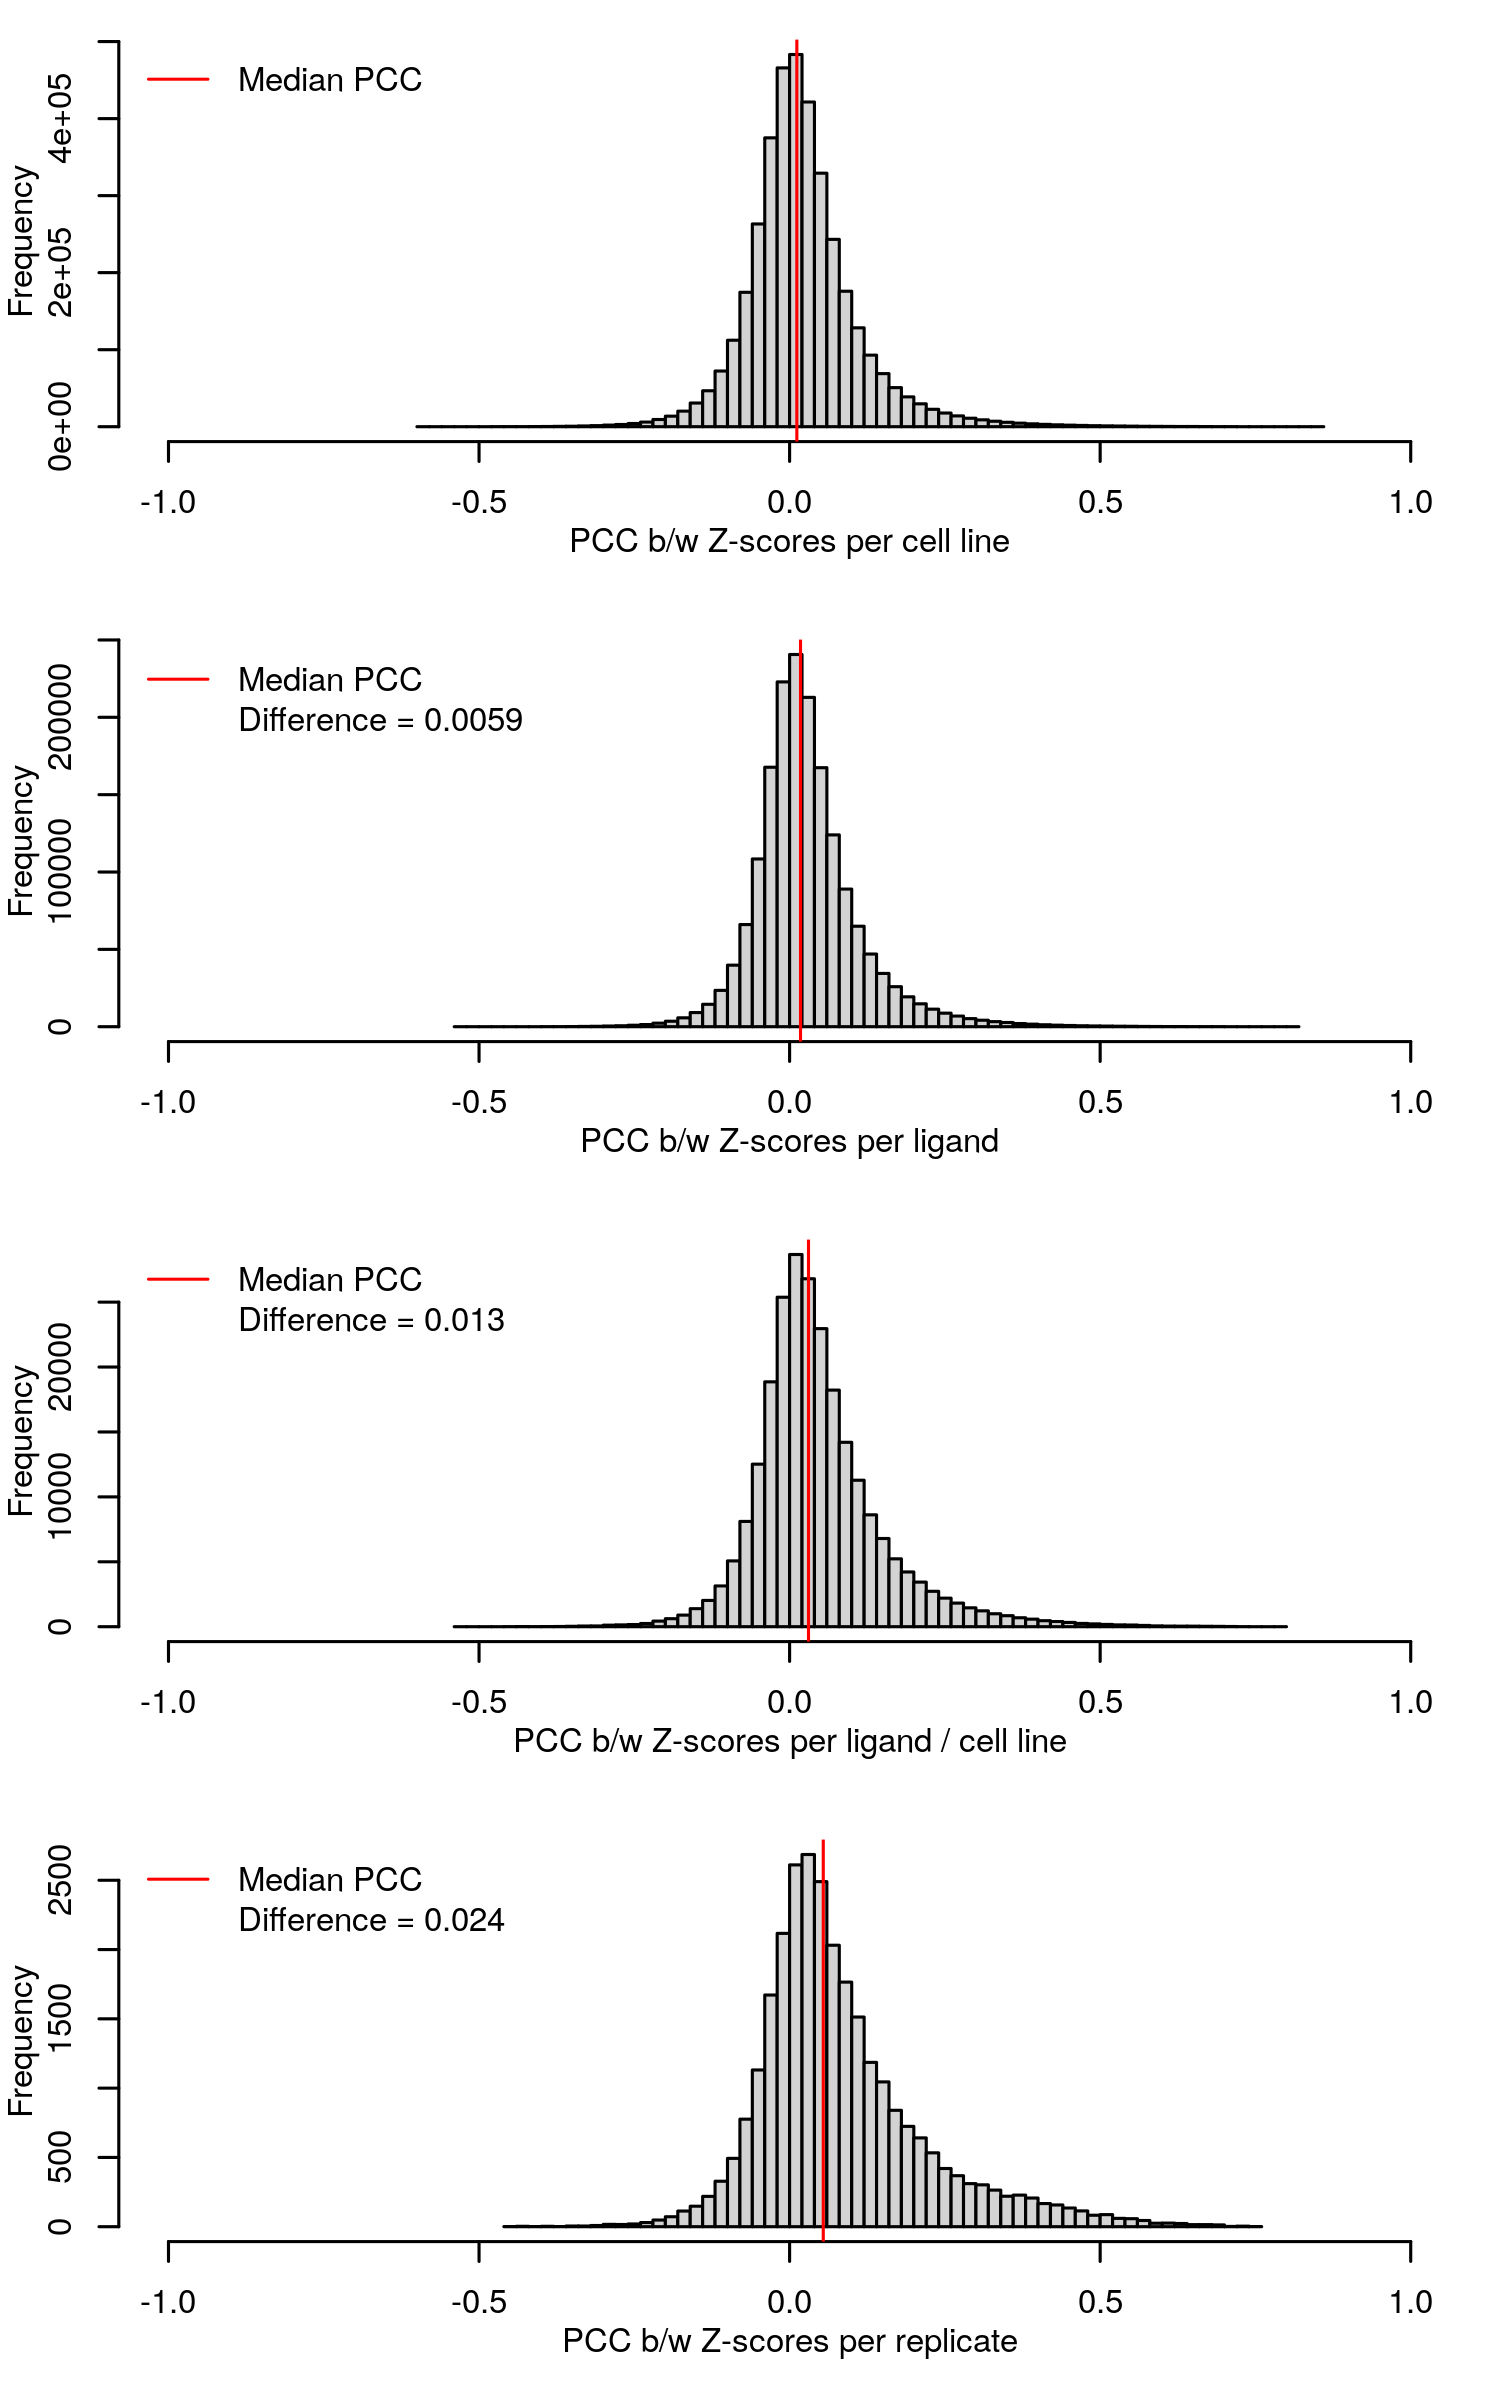 Median PCC
Frequency
0e+00 2e+05 4e+05
-1.0 -0.5 0.0 0.5 1.0
PCC b/w Z-scores per cell line
Median PCC
Difference = 0.0059
Frequency
0 100000 200000
-1.0 -0.5 0.0 0.5 1.0
PCC b/w Z-scores per ligand
Median PCC
Difference = 0.013
Frequency
0 10000 20000
-1.0 -0.5 0.0 0.5 1.0
PCC b/w Z-scores per ligand / cell line
Median PCC
Difference = 0.024
Frequency
0 500 1500 2500
-1.0 -0.5 0.0 0.5 1.0
PCC b/w Z-scores per replicate